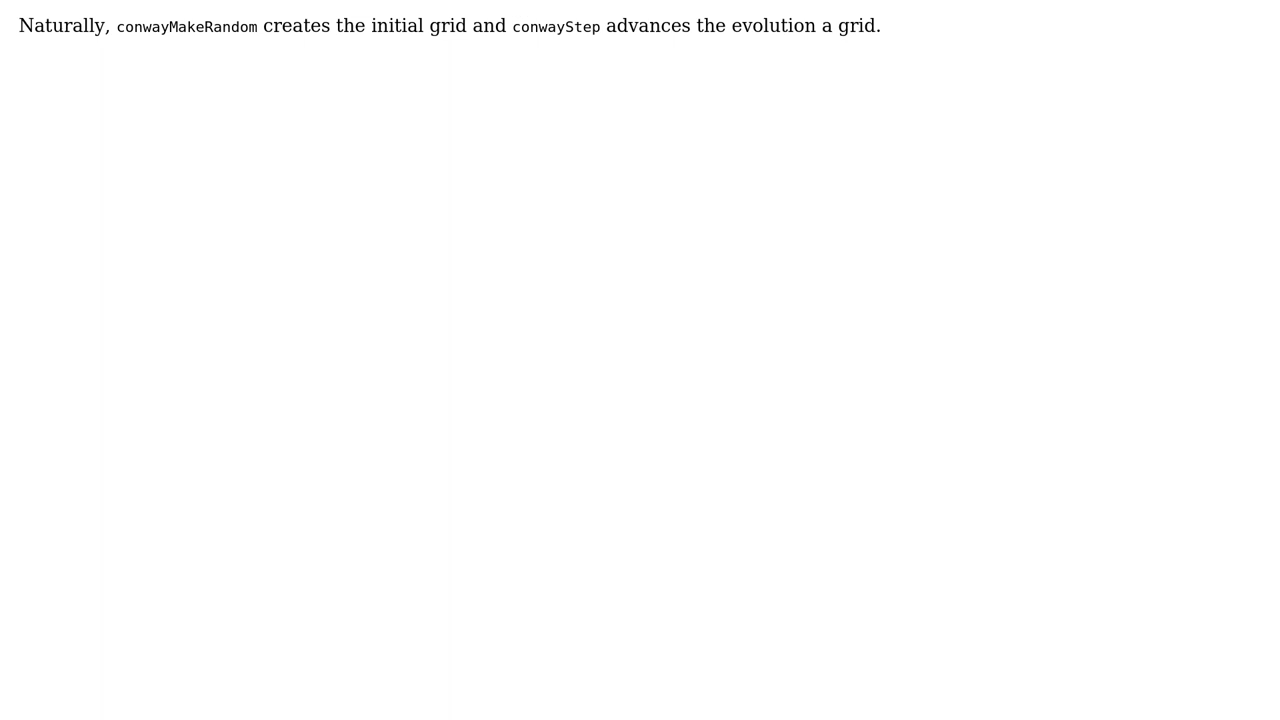 Naturally, conwayMakeRandom creates the initial grid and conwayStep advances the evolution a grid.